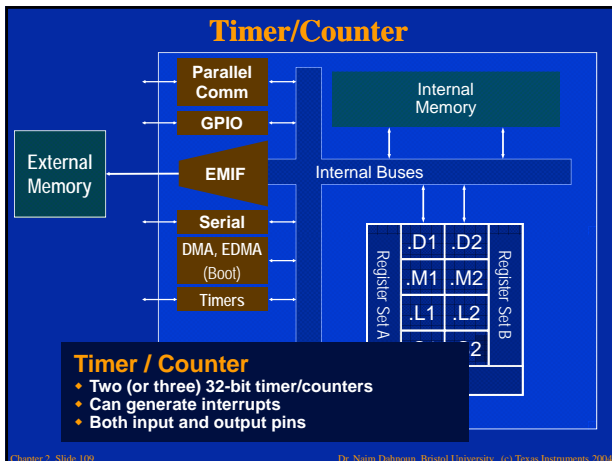 Timer/Counter
Parallel
Comm
GPIO
Internal
Memory
External
Memory
EMIF
Internal Buses
Serial
DMA, EDMA
(Boot)
Timers
Register Set A
.D1 .D2
.M1 .M2
.L1 .L2
Register Set B
Timer / Counter
Two (or three) 32-bit timer/counters
Can generate interrupts
Both input and output pins
Chapter 2, Slide 109
Dr. Naim Dahnoun, Bristol University, (c) Texas Instruments 2004